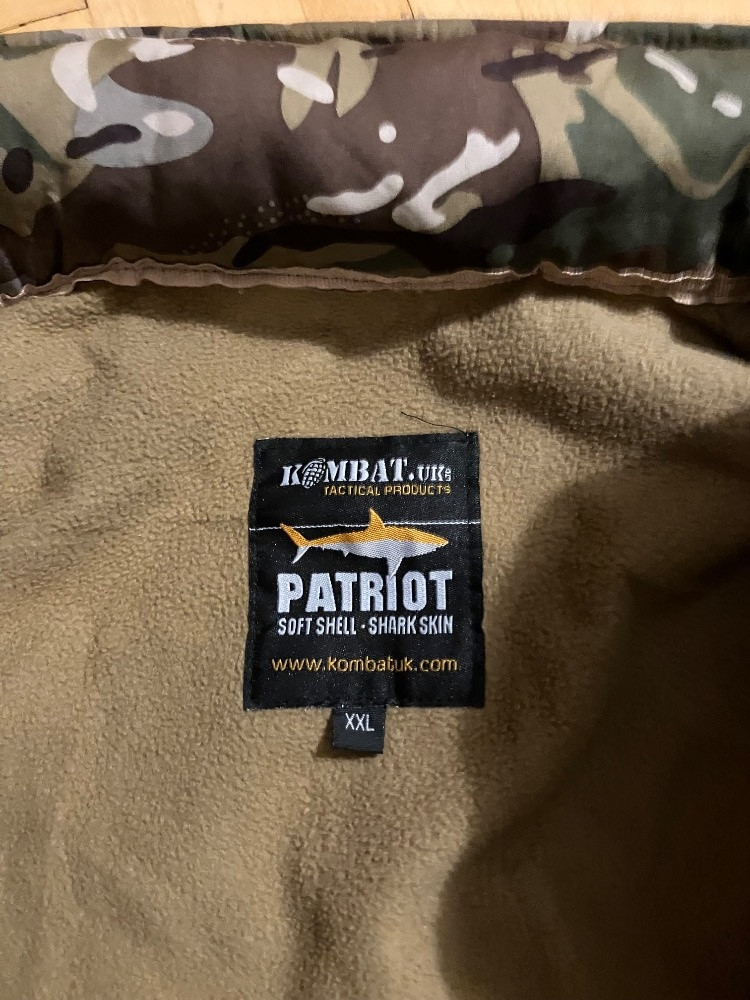 KOMBAT.UK
TACTICAL PRODUCTS
PATRIOT
SOFT SHELL - SHARK SKIN
www.kombatuk.com
XXL